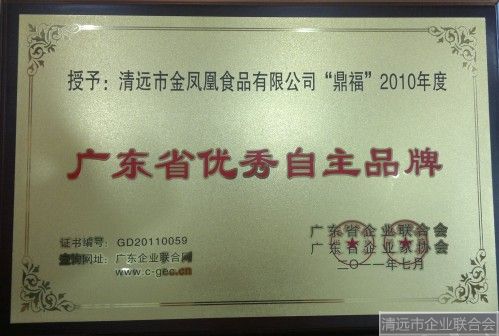 授予：清远市金凤凰食品有限公司“鼎福”2010年度
广东省优秀自主品牌
证书编号：GD20110059
查询网址：广东企业联合网
www.c-gec.cn
广东省企业联合会
广东省企业家协会
二〇一一年七月
清远市企业联合会